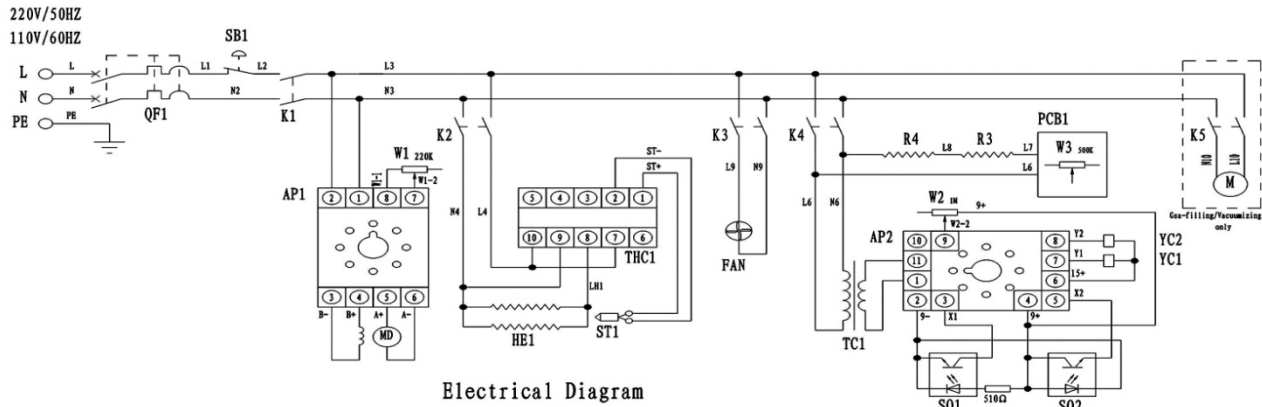 220V/50HZ
110V/60HZ
SB1
L L L1 L2 L3
N N N2 N3
PE PE
QF1 K1
K2 K3 K4 K5
PCB1
R4 L8 R3 L7
W3 500K
L6
W1 220K
W1-1 W1-2
ST-
ST+
L9 N9
N10 L10
M
Gsa-filling/Vacuumizing
only
AP1
2 1 8 7
5 4 3 2 1
N4 L4
10 9 8 7 6
THC1
LH1
L6 N6
FAN
W2 1M 9+
W2-2
AP2
10 9 8 Y2 YC2
11 7 Y1 YC1
1 6 15+
2 3 4 5 X2
9- X1 9+
3 4 5 6
B- B+ A+ A-
MD
HE1
ST1
TC1
510Ω
SQ1 SQ2
Electrical Diagram